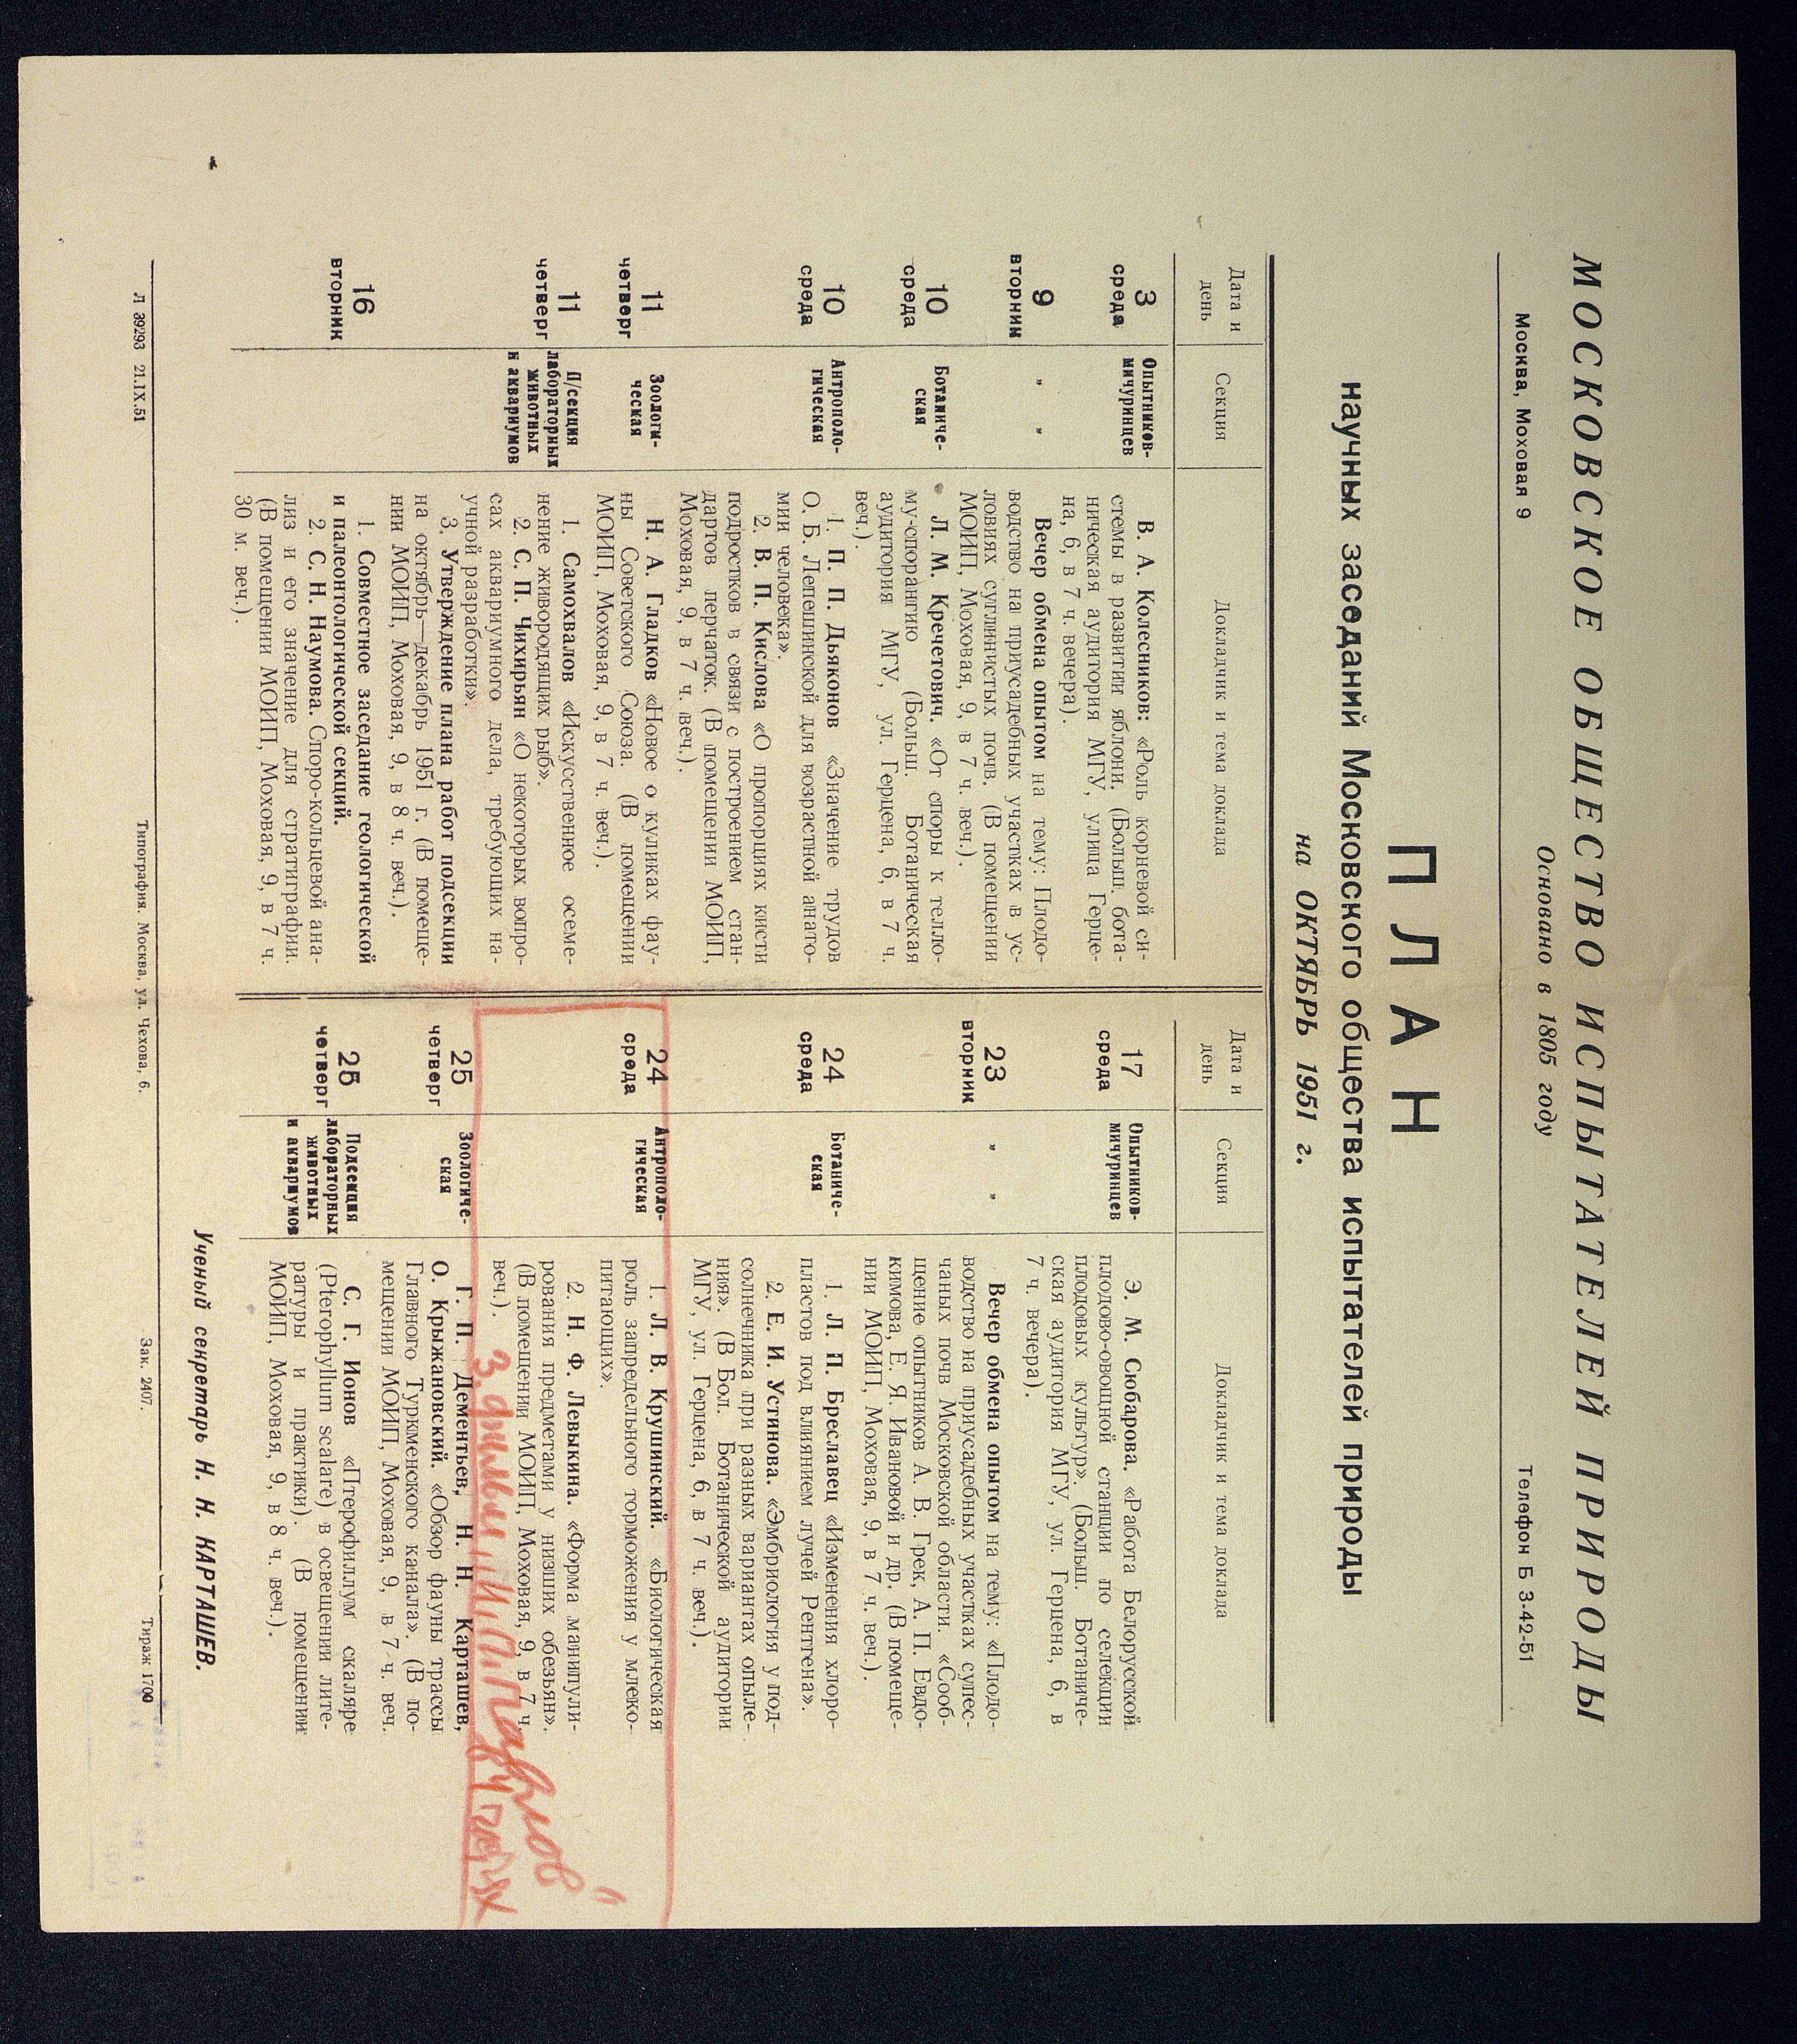 МОСКОВСКОЕ ОБЩЕСТВО ИСПЫТАТЕЛЕЙ ПРИРОДЫ
Основано в 1805 году
Москва, Моховая 9
Телефон Б 3-42-51
ПЛАН
научных заседаний Московского общества испытателей природы
на ОКТЯБРЬ 1951 г.
Дата и
день
Секция
Докладчик и тема доклада
3
среда
Опытников-
мичуринцев
В. А. Колесников: «Роль корневой си-
стемы в развитии яблони. (Больш. бота-
ническая аудитория МГУ, улица Герце-
на, 6, в 7 ч. вечера).
9
вторник
„ „
Вечер обмена опытом на тему: Плодо-
водство на приусадебных участках в ус-
ловиях суглинистых почв. (В помещении
МОИП, Моховая, 9, в 7 ч. веч.).
10
среда
Ботаниче-
ская
Л. М. Кречетович. «От споры к телло-
му-спорангию (Больш. Ботаническая
аудитория МГУ, ул. Герцена, 6, в 7 ч.
веч.).
10
среда
Антрополо-
гическая
1. П. П. Дьяконов «Значение трудов
О. Б. Лепешинской для возрастной анато-
мии человека».
2. В. П. Кислова «О пропорциях кисти
подростков в связи с построением стан-
дартов перчаток. (В помещении МОИП,
Моховая, 9, в 7 ч. веч.).
11
четверг
Зоологи-
ческая
Н. А. Гладков «Новое о куликах фау-
ны Советского Союза. (В помещении
МОИП, Моховая, 9, в 7 ч. веч.).
11
четверг
П/секция
лабораторных
животных
и аквариумов
1. Самохвалов «Искусственное осеме-
нение живородящих рыб».
2. С. П. Чихирьян «О некоторых вопро-
сах аквариумного дела, требующих на-
учной разработки».
3. Утверждение плана работ подсекции
на октябрь—декабрь 1951 г. (В помеще-
нии МОИП, Моховая, 9, в 8 ч. веч.).
16
вторник
1. Совместное заседание геологической
и палеонтологической секций.
2. С. Н. Наумова. Споро-кольцевой ана-
лиз и его значение для стратиграфии.
(В помещении МОИП, Моховая, 9, в 7 ч.
30 м. веч.).
Дата и
день
Секция
Докладчик и тема доклада
17
среда
Опытников-
мичуринцев
Э. М. Сюбарова. «Работа Белорусской
плодово-овощной станции по селекции
плодовых культур». (Больш. Ботаниче-
ская аудитория МГУ, ул. Герцена, 6, в
7 ч. вечера).
23
вторник
„ „
Вечер обмена опытом на тему: «Плодо-
водство на приусадебных участках супес-
чаных почв Московской области. «Сооб-
щение опытников А. В. Грек, А. П. Евдо-
кимова, Е. Я. Ивановой и др. (В помеще-
нии МОИП, Моховая, 9, в 7 ч. веч.).
24
среда
Ботаниче-
ская
1. Л. П. Бреславец «Изменения хлоро-
пластов под влиянием лучей Рентгена».
2. Е. И. Устинова. «Эмбриология у под-
солнечника при разных вариантах опыле-
ния». (В Бол. Ботанической аудитории
МГУ, ул. Герцена, 6, в 7 ч. веч.).
24
среда
Антрополо-
гическая
1. Л. В. Крушинский. «Биологическая
роль запредельного торможения у млеко-
питающих».
2. Н. Ф. Левыкина. «Форма манипули-
рования предметами у низших обезьян».
(В помещении МОИП, Моховая, 9, в 7 ч.
веч.).
3. фильм „И. П. Павлов"
25
четверг
Зоологиче-
ская
Г. П. Дементьев, Н. Н. Карташев,
О. Крыжановский. «Обзор фауны трассы
Главного Туркменского канала». (В по-
мещении МОИП, Моховая, 9, в 7 ч. веч.
25
четверг
Подсекция
лабораторных
животных
и аквариумов
С. Г. Ионов «Птерофиллум скаляре
(Pterophyllum scalare) в освещении лите-
ратуры и практики). (В помещении
МОИП, Моховая, 9, в 8 ч. веч.).
Ученый секретарь Н. Н. КАРТАШЕВ.
Л 39293 21.IX.51
Типография. Москва, ул. Чехова, 6.
Зак. 2407.
Тираж 1700